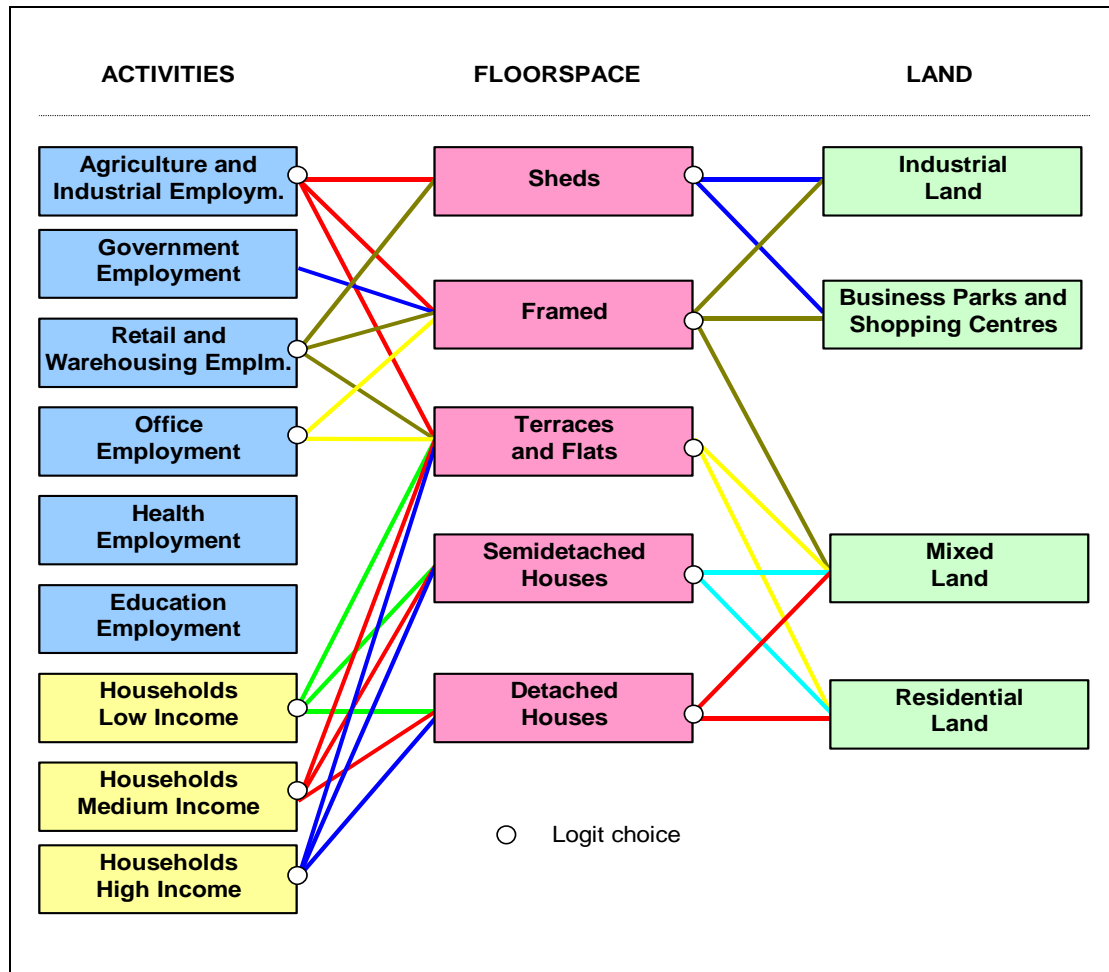 ACTIVITIES
FLOORSPACE
LAND
Agriculture and
Industrial Employm.
Government
Employment
Retail and
Warehousing Emplm.
Office
Employment
Health
Employment
Education
Employment
Households
Low Income
Households
Medium Income
Households
High Income
Sheds
Framed
Terraces
and Flats
Semidetached
Houses
Detached
Houses
Industrial
Land
Business Parks and
Shopping Centres
Mixed
Land
Residential
Land
Logit choice